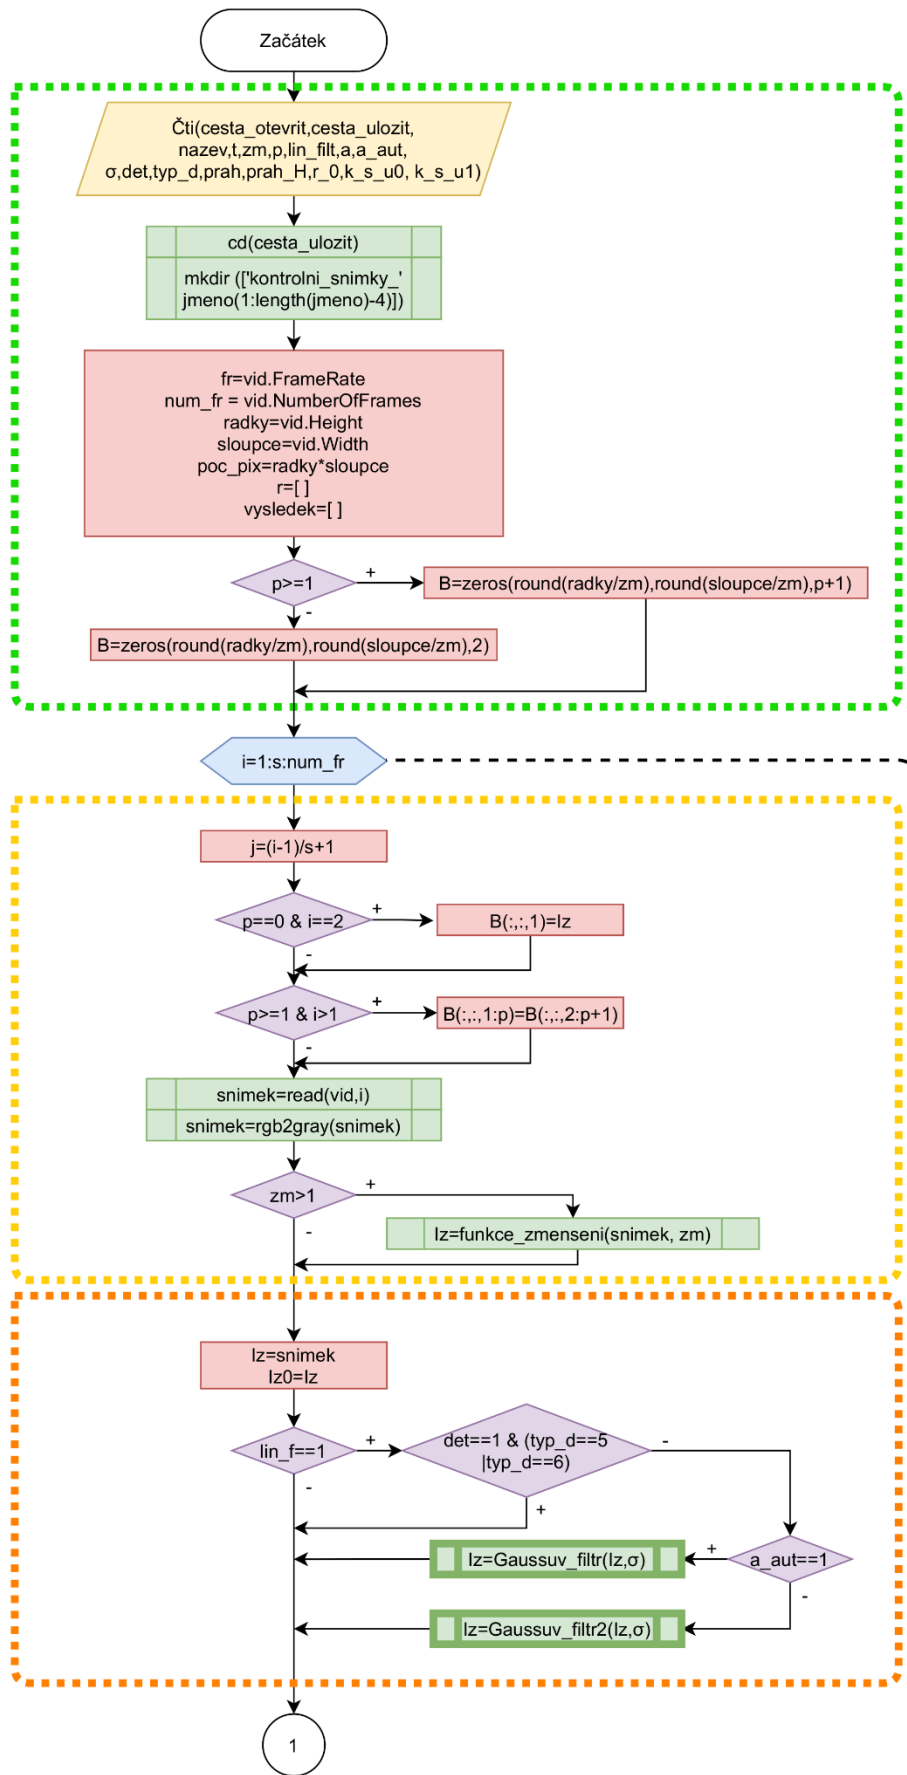 Začátek
Čti(cesta_otevrit,cesta_ulozit,
nazev,t,zm,p,lin_filt,a,a_aut,
σ,det,typ_d,prah,prah_H,r_0,k_s_u0, k_s_u1)
cd(cesta_ulozit)
mkdir (['kontrolni_snimky_'
jmeno(1:length(jmeno)-4)])
fr=vid.FrameRate
num_fr = vid.NumberOfFrames
radky=vid.Height
sloupce=vid.Width
poc_pix=radky*sloupce
r=[ ]
vysledek=[ ]
p>=1
+
B=zeros(round(radky/zm),round(sloupce/zm),p+1)
-
B=zeros(round(radky/zm),round(sloupce/zm),2)
i=1:s:num_fr
j=(i-1)/s+1
p==0 & i==2
+
B(:,:,1)=Iz
-
p>=1 & i>1
+
B(:,:,1:p)=B(:,:,2:p+1)
-
snimek=read(vid,i)
snimek=rgb2gray(snimek)
zm>1
+
-
Iz=funkce_zmenseni(snimek, zm)
Iz=snimek
Iz0=Iz
lin_f==1
+
det==1 & (typ_d==5
|typ_d==6)
-
-
+
Iz=Gaussuv_filtr(Iz,σ)
+
a_aut==1
-
Iz=Gaussuv_filtr2(Iz,σ)
1